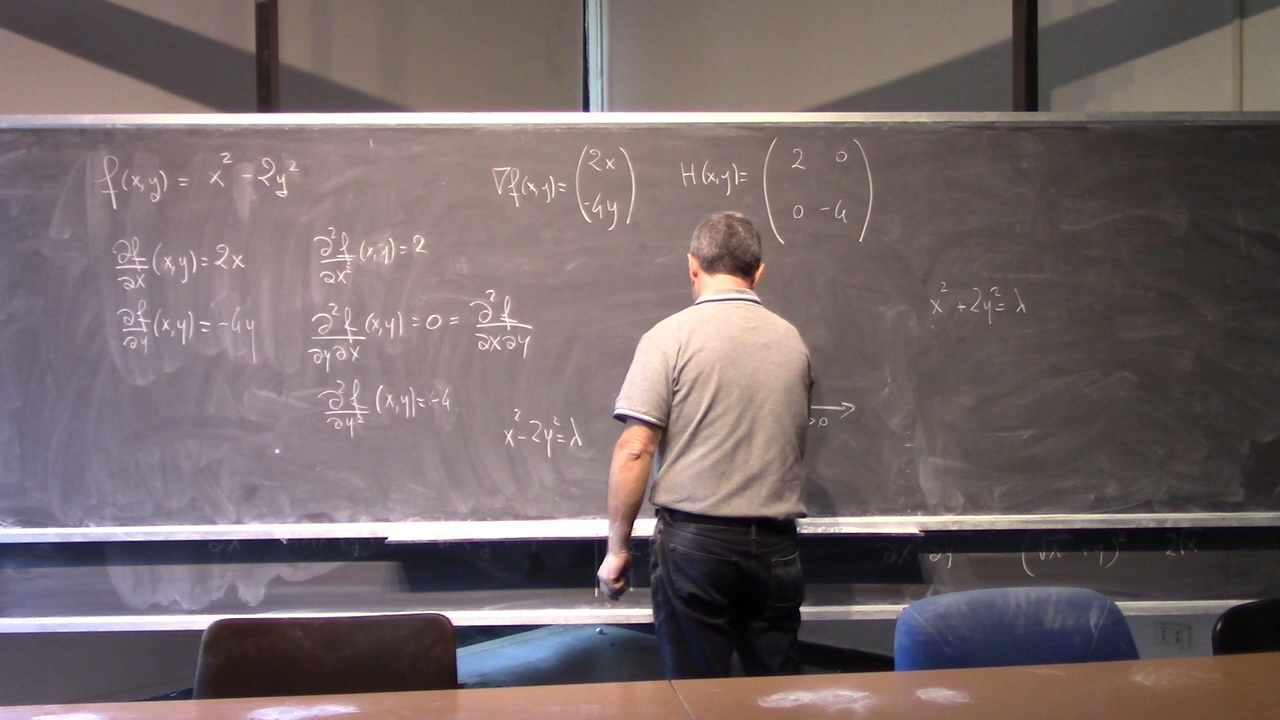 f(x,y) = x² - 2y²
∂f/∂x (x,y) = 2x
∂f/∂y (x,y) = -4y
∂²f/∂x² (x,y) = 2
∂²f/∂y∂x (x,y) = 0 = ∂²f/∂x∂y
∂²f/∂y² (x,y) = -4
x² - 2y² = λ
∇f(x,y) = (2x
-4y)
H(x,y) = (2 0
0 -4)
>0
x² + 2y² = λ